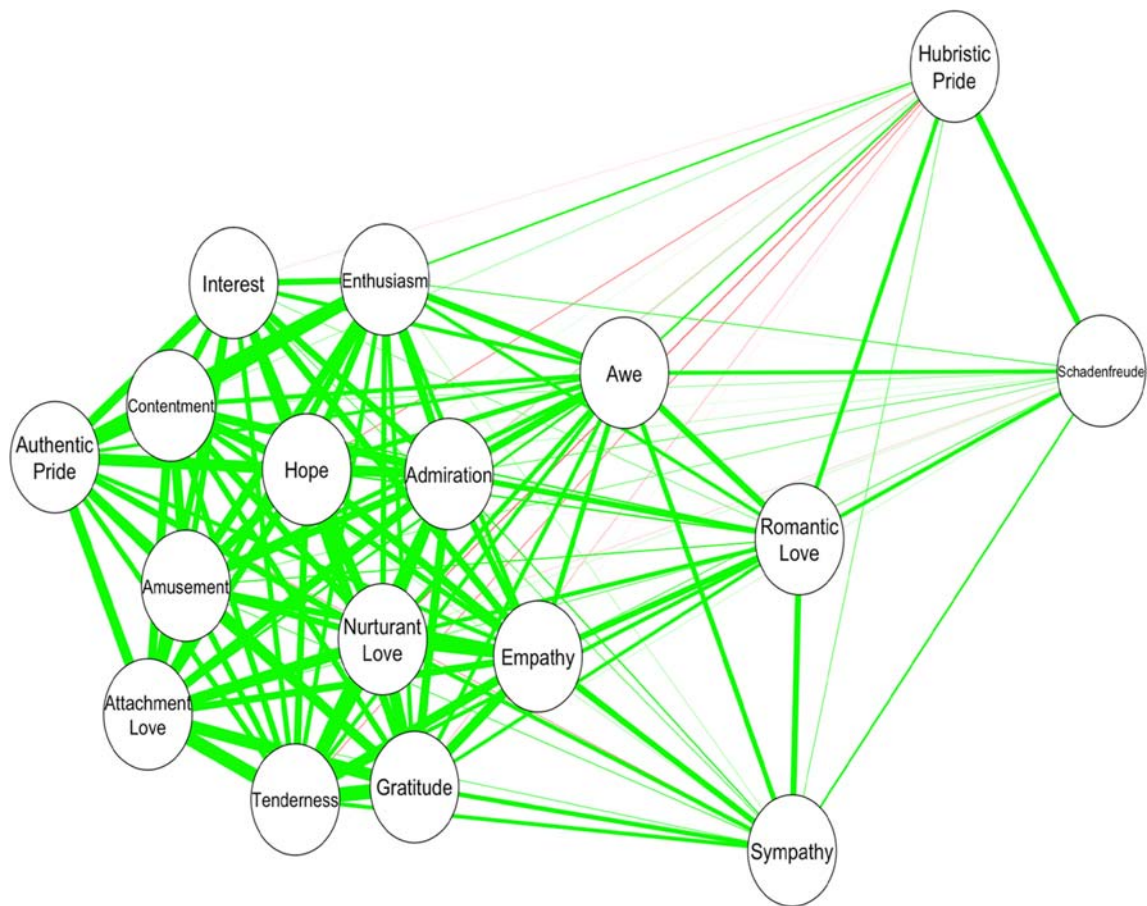 Hubristic
Pride
Interest
Enthusiasm
Awe
Schadenfreude
Contentment
Authentic
Pride
Hope
Admiration
Romantic
Love
Amusement
Nurturant
Love
Empathy
Attachment
Love
Tenderness
Gratitude
Sympathy